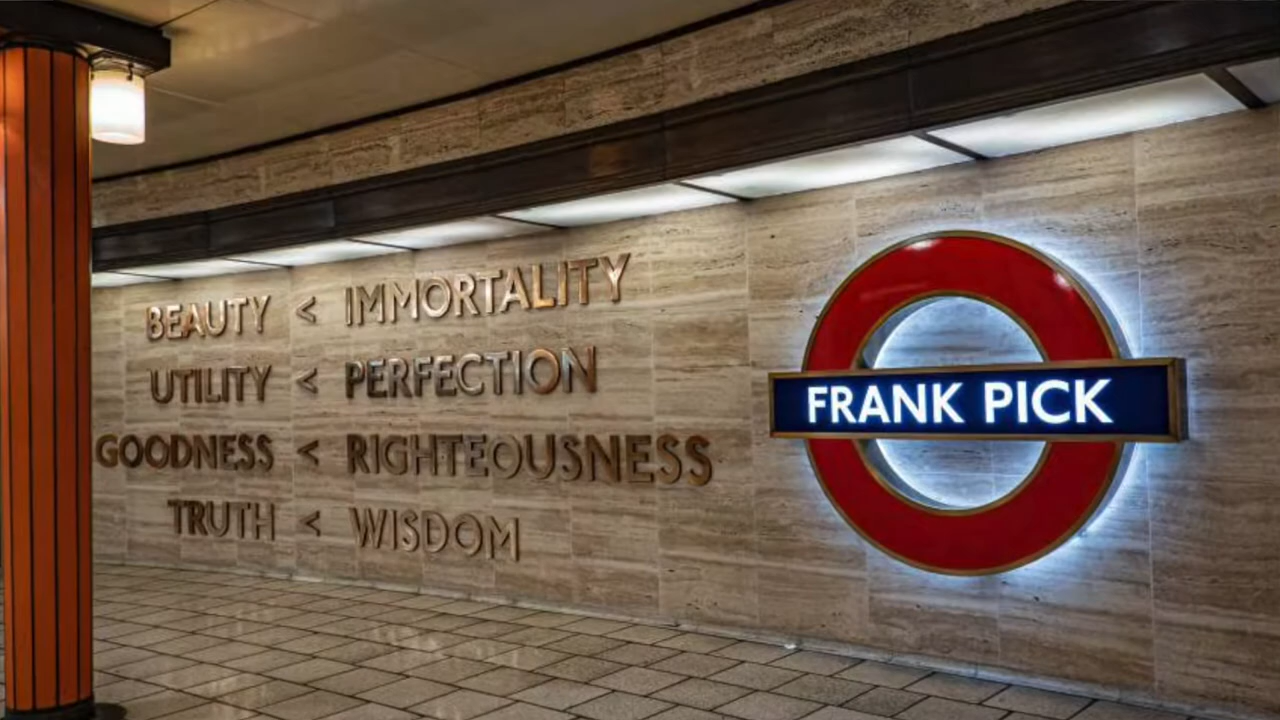 BEAUTY < IMMORTALITY
UTILITY < PERFECTION
GOODNESS < RIGHTEOUSNESS
TRUTH < WISDOM
FRANK PICK